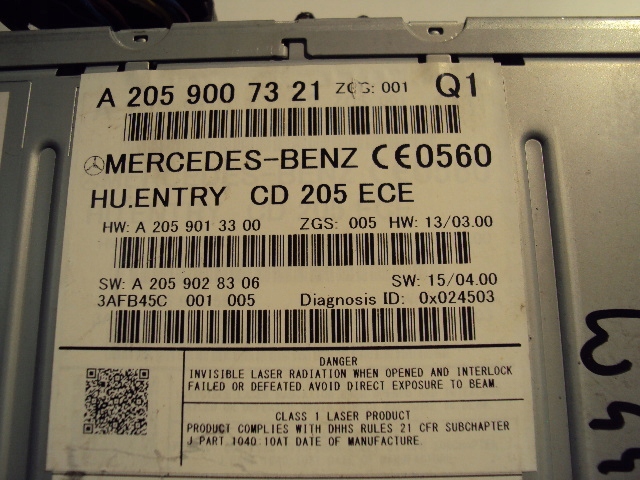 A 205 900 73 21 ZGS: 001 Q1
MERCEDES-BENZ CE0560
HU.ENTRY CD 205 ECE
HW: A 205 901 33 00 ZGS: 005 HW: 13/03.00
SW: A 205 902 83 06 SW: 15/04.00
3AFB45C 001 005 Diagnosis ID: 0x024503
DANGER
INVISIBLE LASER RADIATION WHEN OPENED AND INTERLOCK
FAILED OR DEFEATED. AVOID DIRECT EXPOSURE TO BEAM.
CLASS 1 LASER PRODUCT
PRODUCT COMPLIES WITH DHHS RULES 21 CFR SUBCHAPTER
J PART 1040.10AT DATE OF MANUFACTURE.